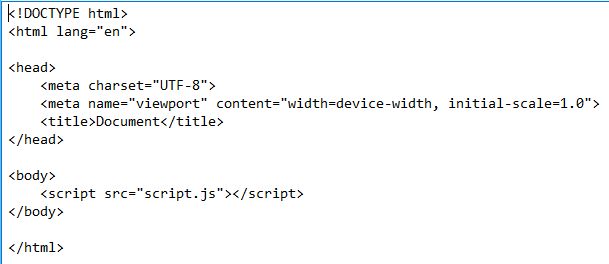 <!DOCTYPE html>
<html lang="en">

<head>
    <meta charset="UTF-8">
    <meta name="viewport" content="width=device-width, initial-scale=1.0">
    <title>Document</title>
</head>

<body>
    <script src="script.js"></script>
</body>

</html>